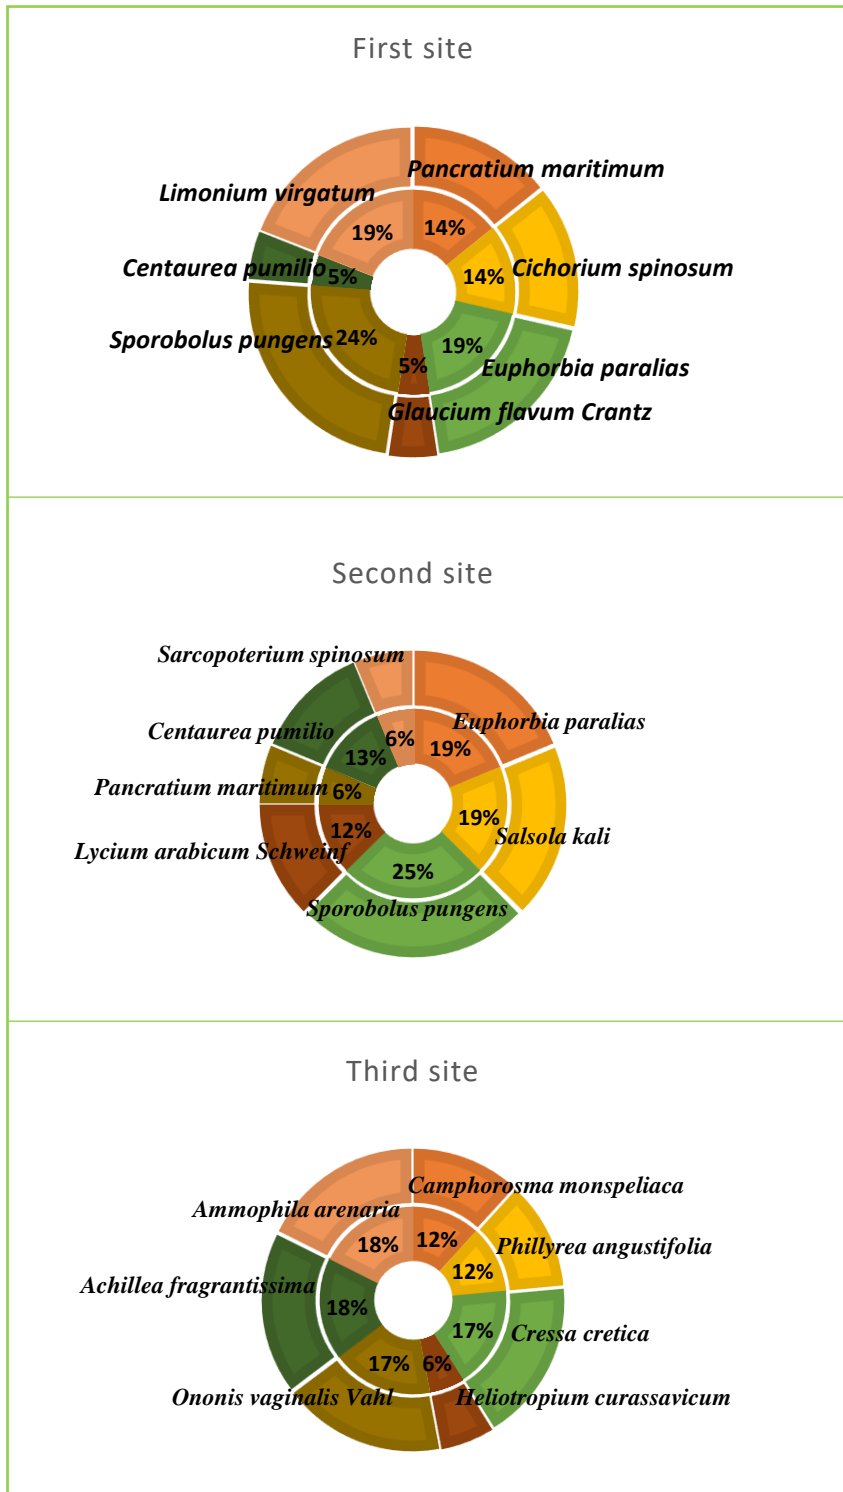 First site
Pancratium maritimum
Limonium virgatum
19%
14%
Centaurea pumilio
5%
14%
Cichorium spinosum
Sporobolus pungens
24%
19%
5%
Euphorbia paralias
Glaucium flavum Crantz
Second site
Sarcopoterium spinosum
Euphorbia paralias
Centaurea pumilio
6%
19%
13%
Pancratium maritimum
6%
19%
Salsola kali
12%
Lycium arabicum Schweinf
25%
Sporobolus pungens
Third site
Camphorosma monspeliaca
Ammophila arenaria
18%
12%
Phillyrea angustifolia
12%
Achillea fragrantissima
18%
17%
Cressa cretica
17%
6%
Ononis vaginalis Vahl
Heliotropium curassavicum